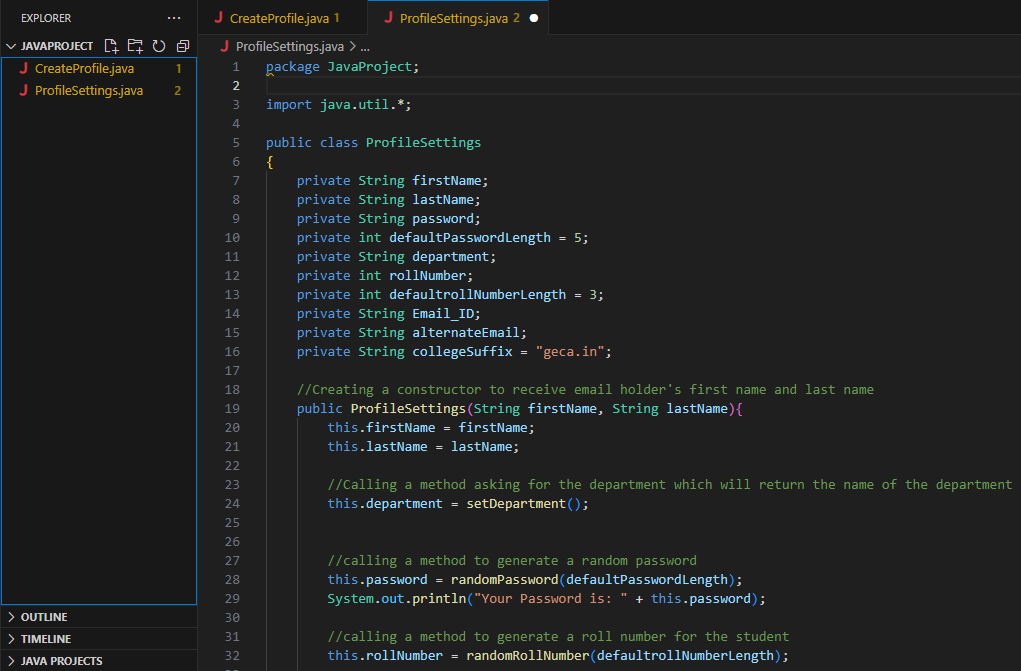 EXPLORER
CreateProfile.java 1
ProfileSettings.java 2
JAVAPROJECT
ProfileSettings.java > ...
CreateProfile.java 1
ProfileSettings.java 2
1 package JavaProject;
2
3 import java.util.*;
4
5 public class ProfileSettings
6 {
7 private String firstName;
8 private String lastName;
9 private String password;
10 private int defaultPasswordLength = 5;
11 private String department;
12 private int rollNumber;
13 private int defaultrollNumberLength = 3;
14 private String Email_ID;
15 private String alternateEmail;
16 private String collegeSuffix = "geca.in";
17
18 //Creating a constructor to receive email holder's first name and last name
19 public ProfileSettings(String firstName, String lastName){
20 this.firstName = firstName;
21 this.lastName = lastName;
22
23 //Calling a method asking for the department which will return the name of the department
24 this.department = setDepartment();
25
26
27 //calling a method to generate a random password
28 this.password = randomPassword(defaultPasswordLength);
29 System.out.println("Your Password is: " + this.password);
30
31 //calling a method to generate a roll number for the student
32 this.rollNumber = randomRollNumber(defaultrollNumberLength);
OUTLINE
TIMELINE
JAVA PROJECTS